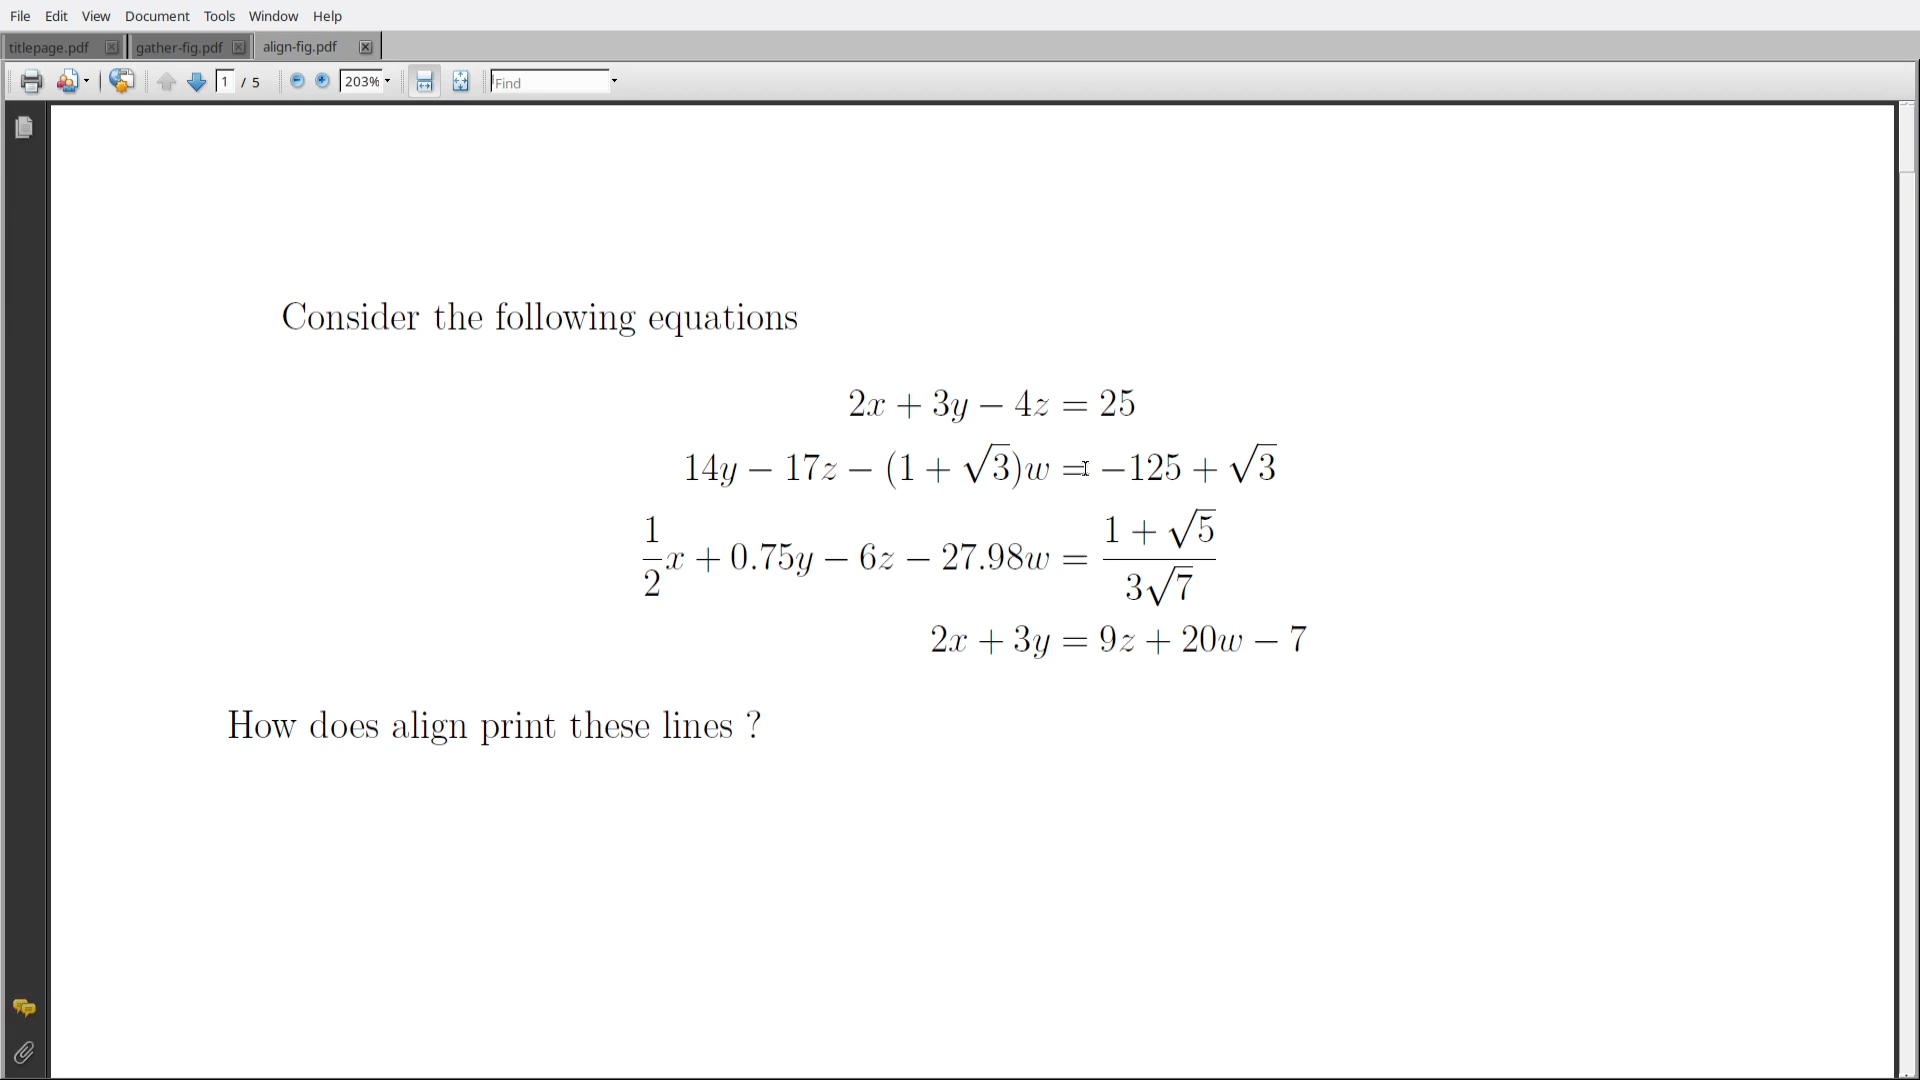 File Edit View Document Tools Window Help
titlepage.pdf gather-fig.pdf align-fig.pdf
1 / 5 203% Find
Consider the following equations
2x + 3y − 4z = 25
14y − 17z − (1 + √3)w = −125 + √3
1/2 x + 0.75y − 6z − 27.98w = (1 + √5)/(3√7)
2x + 3y = 9z + 20w − 7
How does align print these lines ?